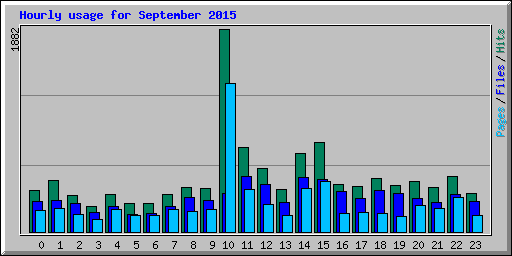 Hourly usage for September 2015
1882
Pages / Files / Hits
0 1 2 3 4 5 6 7 8 9 10 11 12 13 14 15 16 17 18 19 20 21 22 23